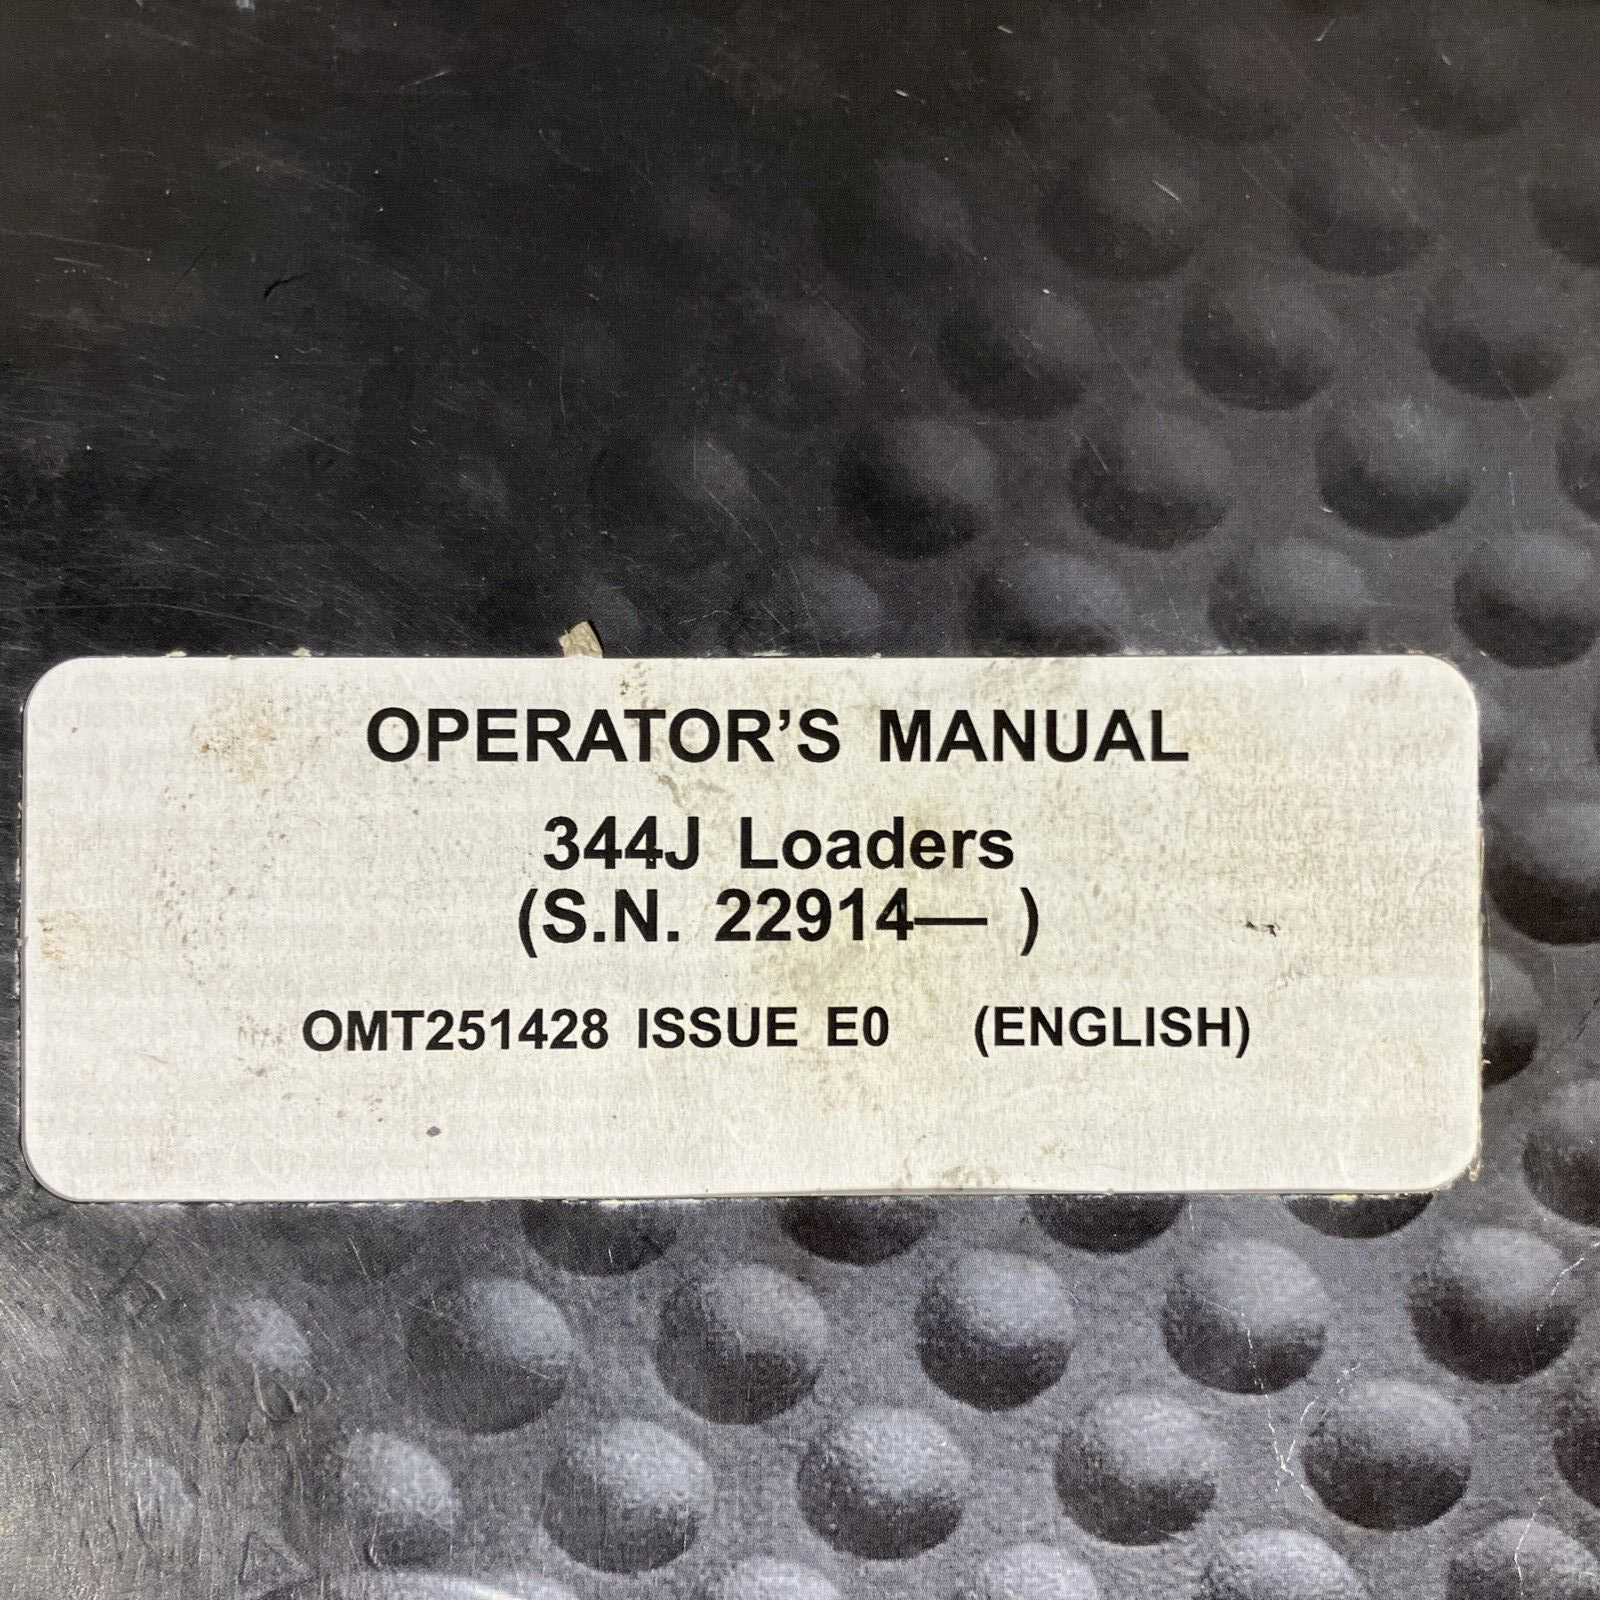 OPERATOR'S MANUAL
344J Loaders
(S.N. 22914— )
OMT251428 ISSUE E0 (ENGLISH)